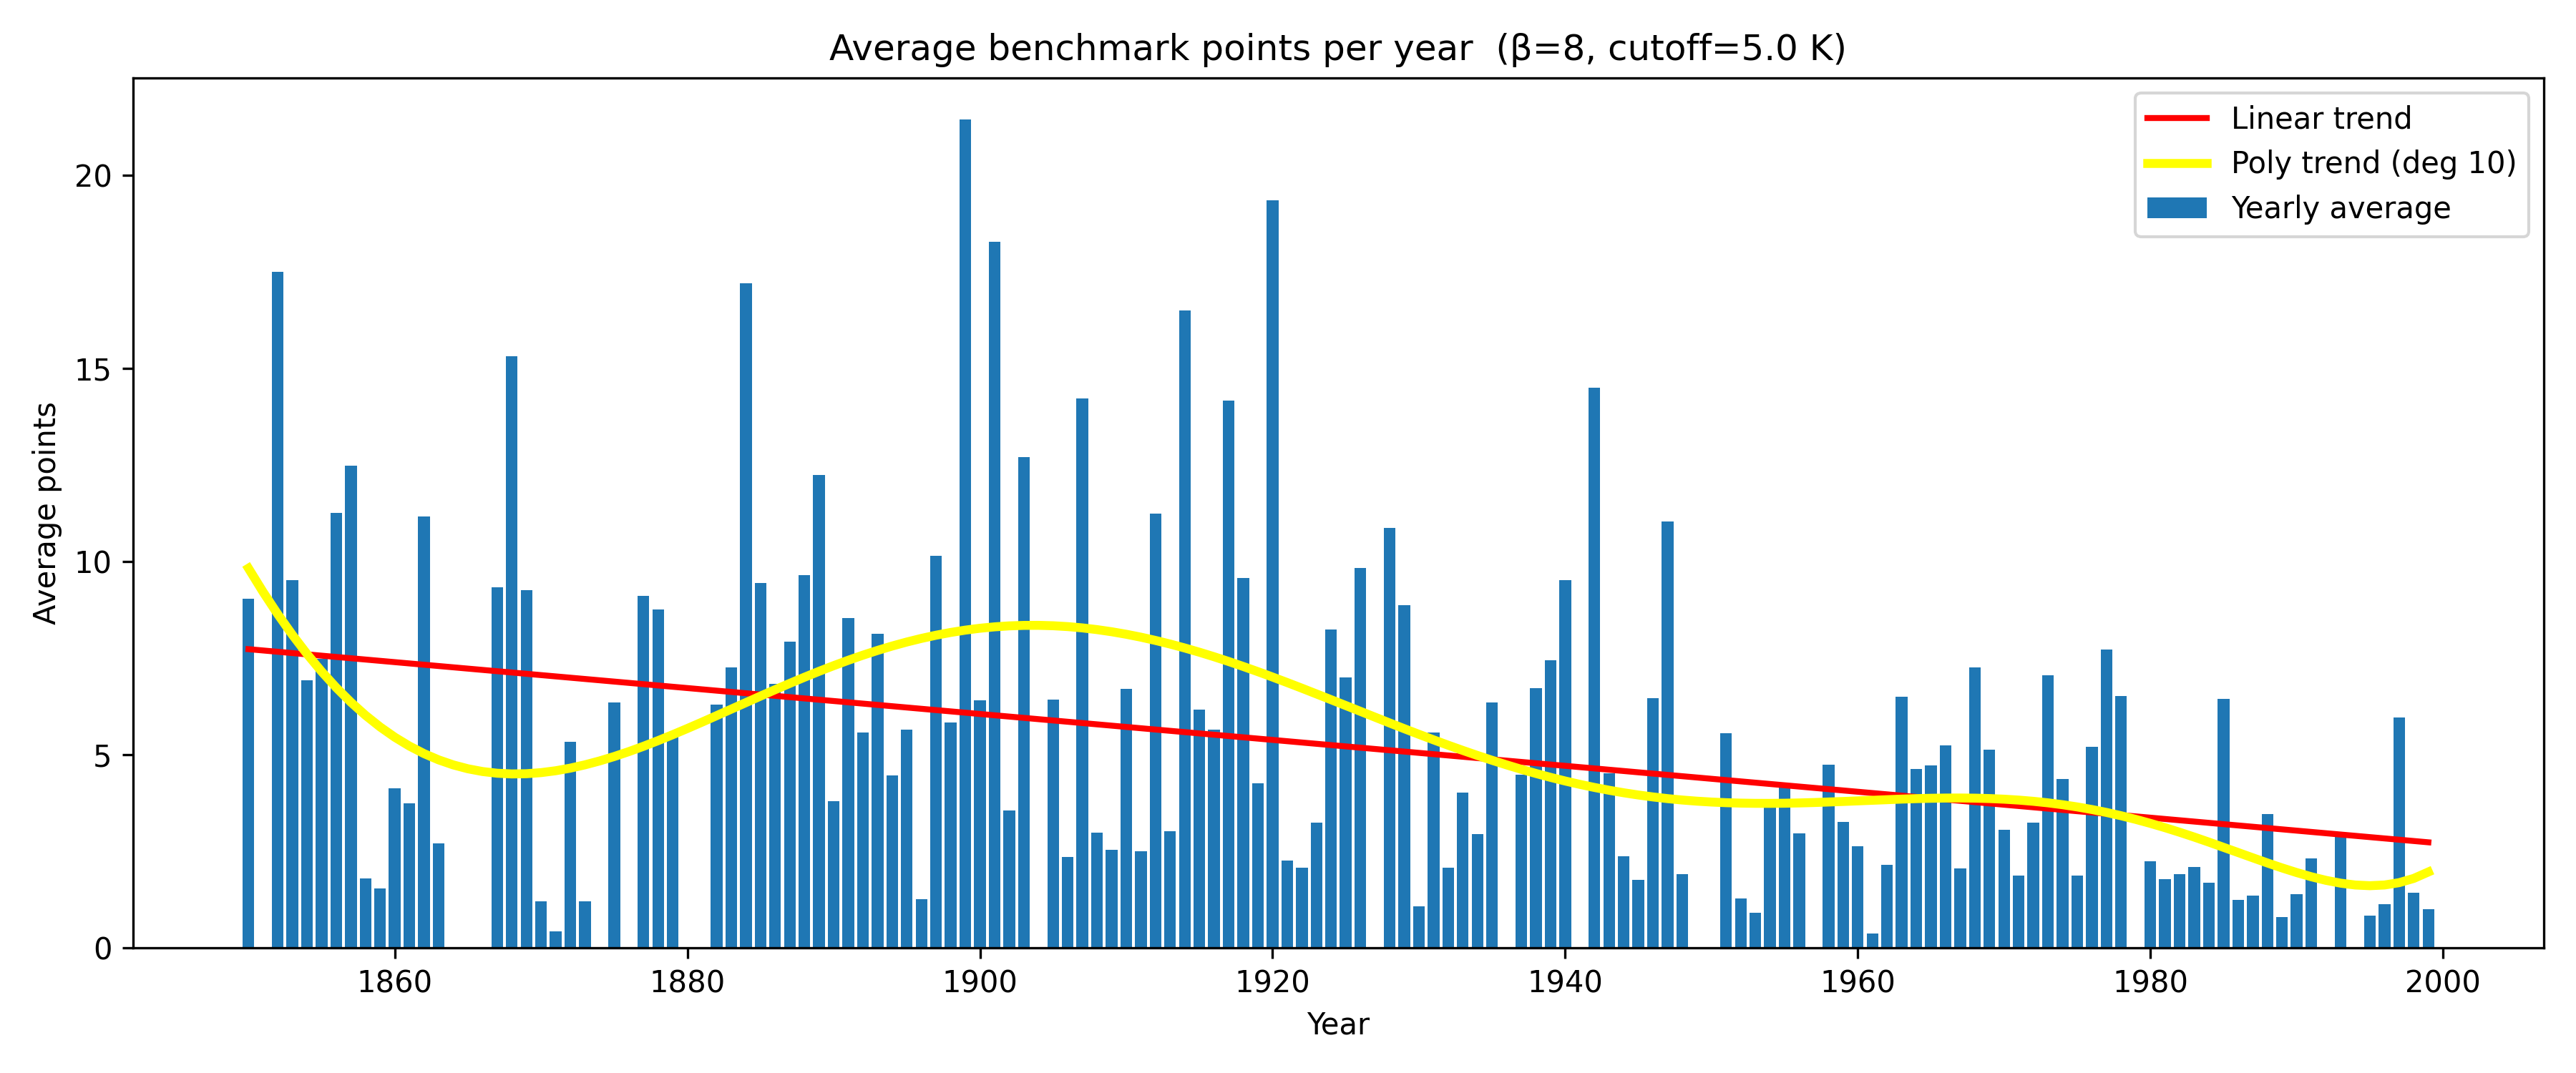 Average benchmark points per year  (β=8, cutoff=5.0 K)
Linear trend
Poly trend (deg 10)
Yearly average
Average points
20
15
10
5
0
1860
1880
1900
1920
1940
1960
1980
2000
Year